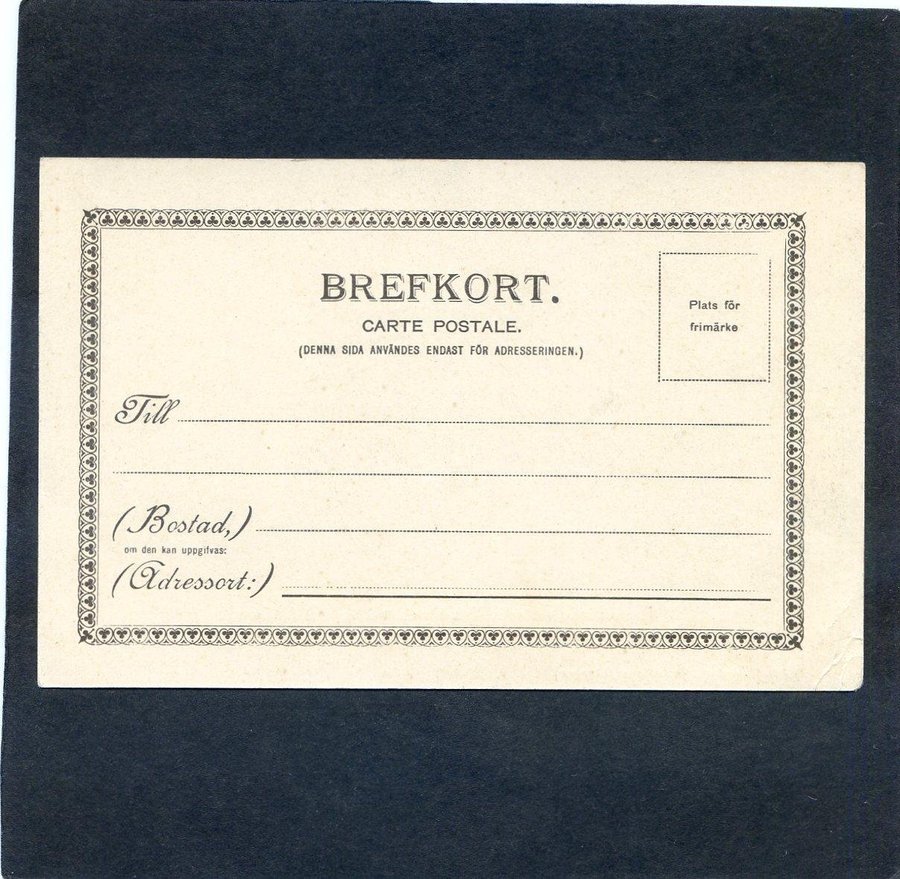 BREFKORT.
CARTE POSTALE.
(DENNA SIDA ANVÄNDES ENDAST FÖR ADRESSERINGEN.)
Plats för
frimärke
Till
(Bostad,)
om den kan uppgifvas:
(Adressort:)